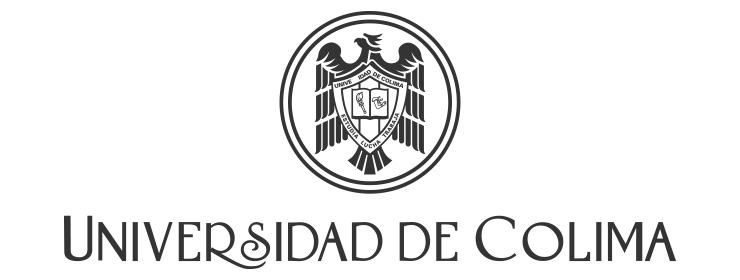 UNIVE IDAD DE COLIMA
ESTUDIA LUCHA TRABAJA
UNIVERSIDAD DE COLIMA